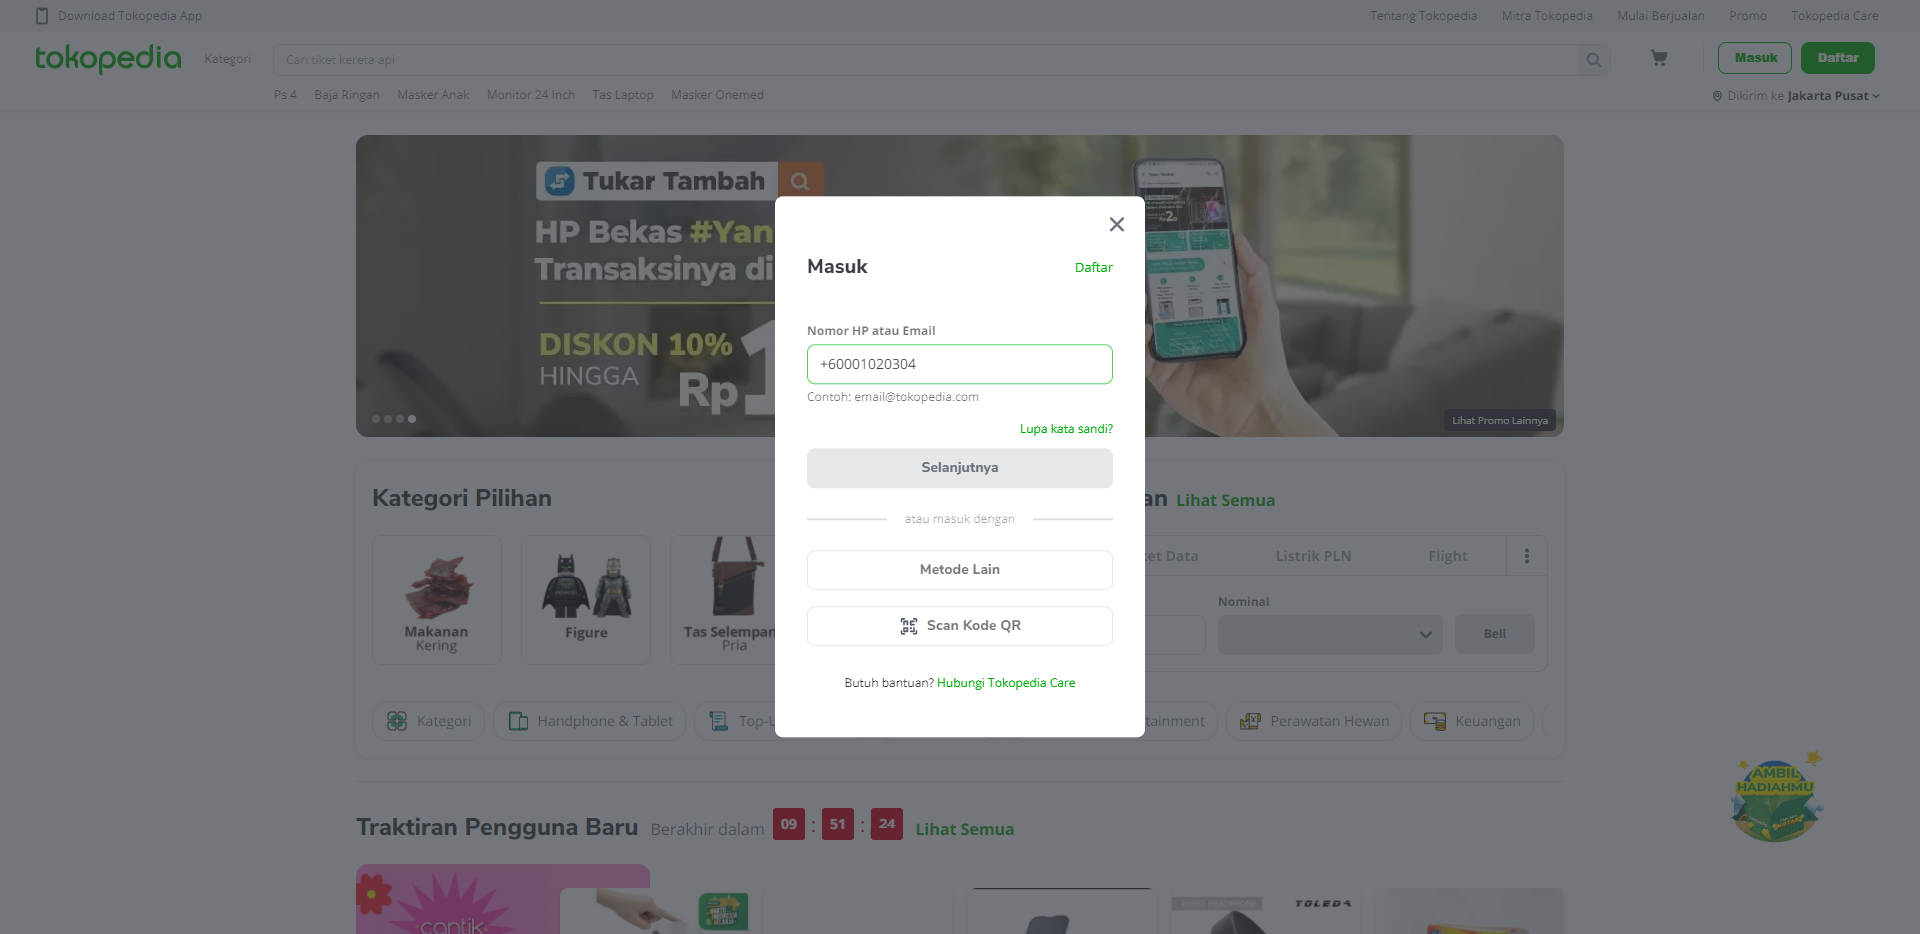 Download Tokopedia App
Tentang Tokopedia
Mitra Tokopedia
Mulai Berjualan
Promo
Tokopedia Care
tokopedia
Kategori
Cari tiket kereta api
Masuk
Daftar
Ps 4
Baja Ringan
Masker Anak
Monitor 24 Inch
Tas Laptop
Masker Onemed
Dikirim ke Jakarta Pusat
Tukar Tambah
HP Bekas #Yan
Transaksinya di
DISKON 10%
HINGGA
Rp1
Lihat Promo Lainnya
Masuk
Daftar
Nomor HP atau Email
+60001020304
Contoh: email@tokopedia.com
Lupa kata sandi?
Selanjutnya
atau masuk dengan
Metode Lain
Scan Kode QR
Butuh bantuan? Hubungi Tokopedia Care
Kategori Pilihan
an Lihat Semua
Makanan
Kering
Figure
Tas Selempan
Pria
et Data
Listrik PLN
Flight
Nominal
Beli
Kategori
Handphone & Tablet
Top-U
tainment
Perawatan Hewan
Keuangan
AMBIL
HADIAHMU
Traktiran Pengguna Baru
Berakhir dalam 09 : 51 : 24
Lihat Semua
cantik
WIRED HEADPHONE
TOLEDA